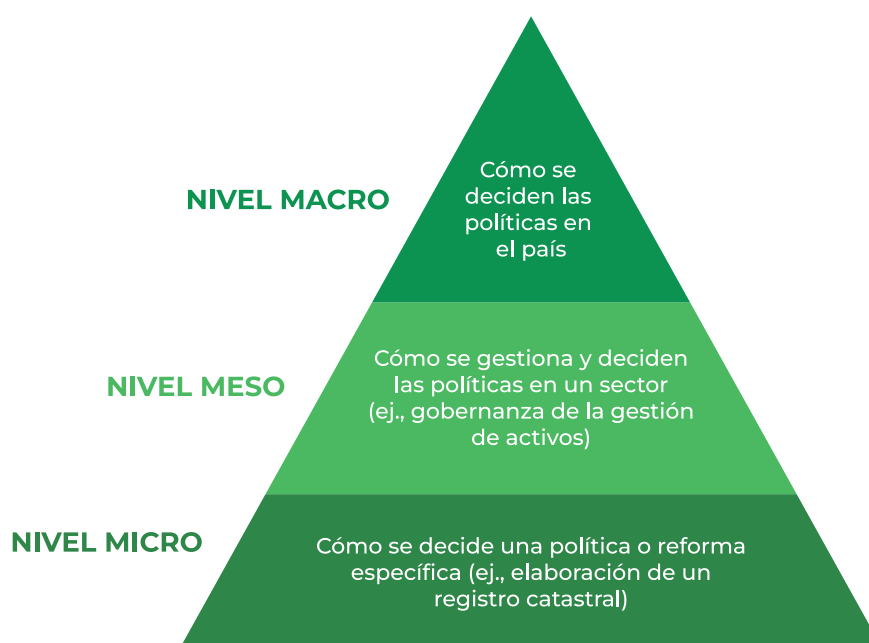 NIVEL MACRO
Cómo se
deciden las
políticas en
el país
NIVEL MESO
Cómo se gestiona y deciden
las políticas en un sector
(ej., gobernanza de la gestión
de activos)
NIVEL MICRO
Cómo se decide una política o reforma
específica (ej., elaboración de un
registro catastral)